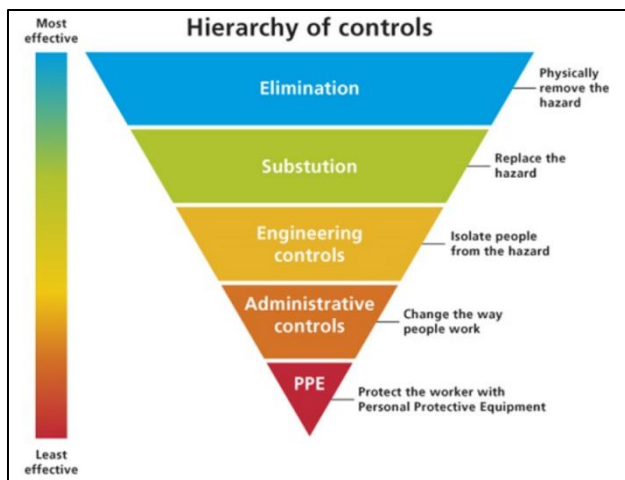 Hierarchy of controls
Most
effective
Elimination
Physically
remove the
hazard
Substution
Replace the
hazard
Engineering
controls
Isolate people
from the hazard
Administrative
controls
Change the way
people work
PPE
Protect the worker with
Personal Protective Equipment
Least
effective